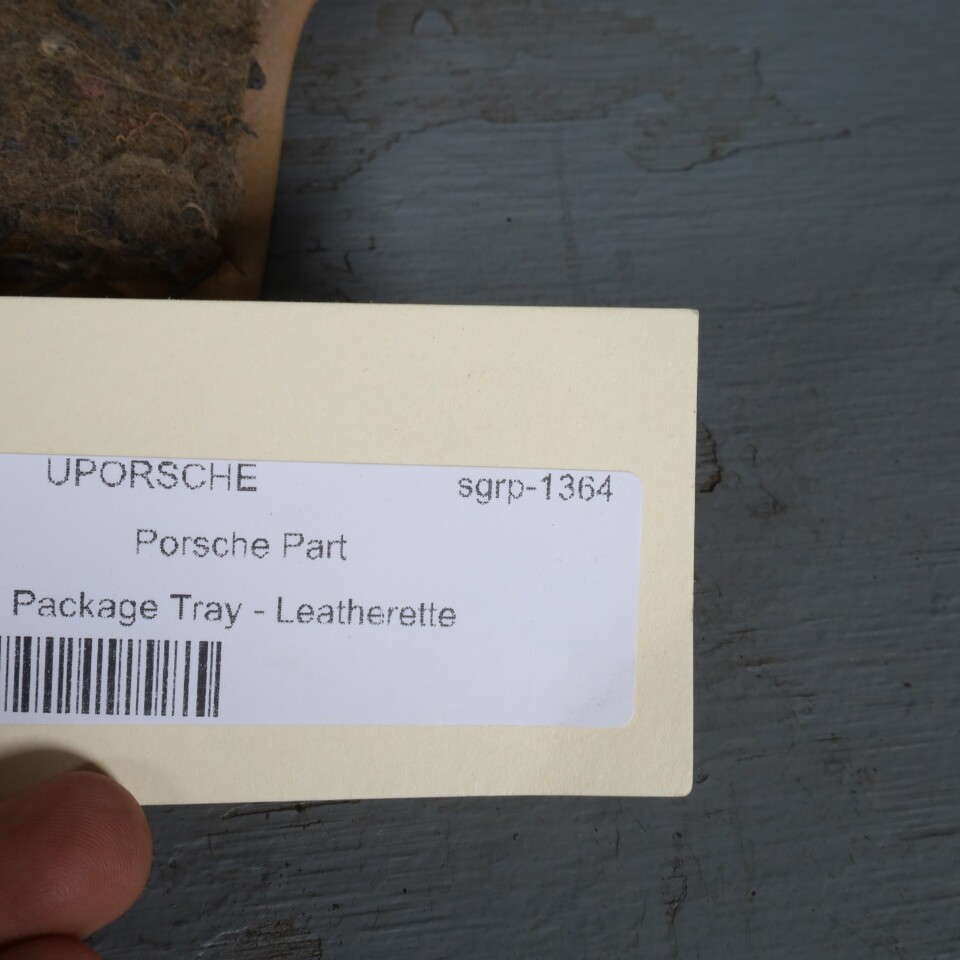 UPORSCHE sgrp-1364
Porsche Part
Package Tray - Leatherette